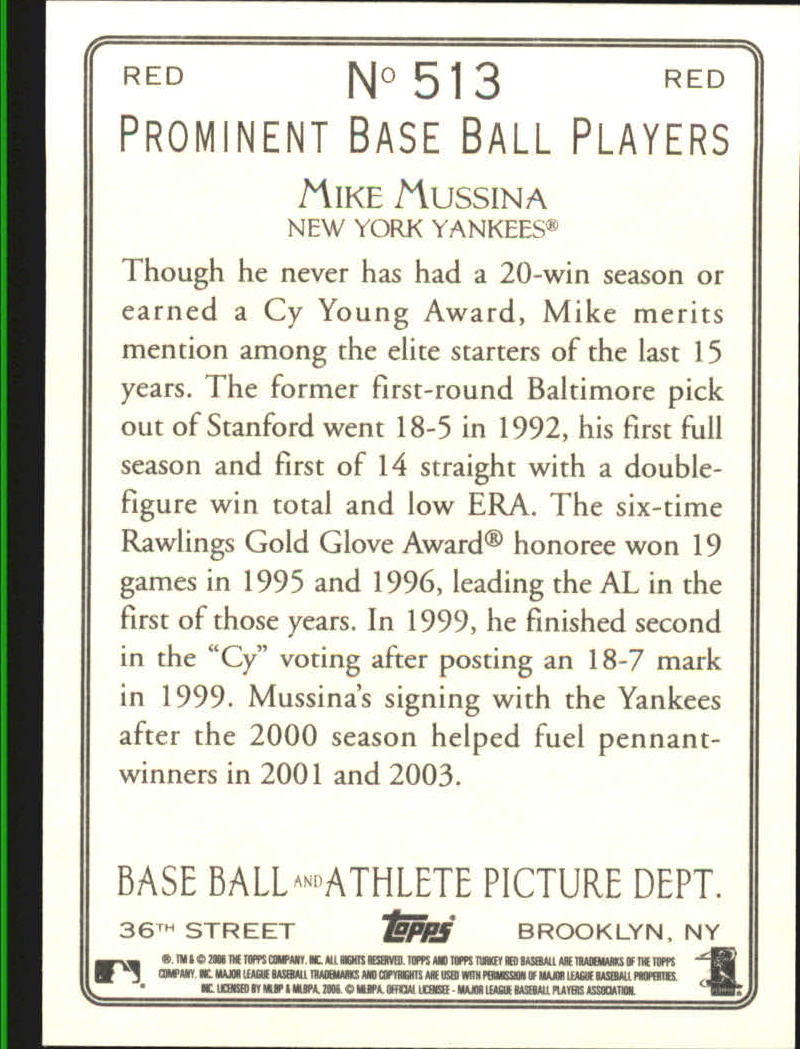 RED Nº 513 RED
PROMINENT BASE BALL PLAYERS
MIKE MUSSINA
NEW YORK YANKEES®
Though he never has had a 20-win season or
earned a Cy Young Award, Mike merits
mention among the elite starters of the last 15
years. The former first-round Baltimore pick
out of Stanford went 18-5 in 1992, his first full
season and first of 14 straight with a double-
figure win total and low ERA. The six-time
Rawlings Gold Glove Award® honoree won 19
games in 1995 and 1996, leading the AL in the
first of those years. In 1999, he finished second
in the “Cy” voting after posting an 18-7 mark
in 1999. Mussina’s signing with the Yankees
after the 2000 season helped fuel pennant-
winners in 2001 and 2003.
BASE BALL AND ATHLETE PICTURE DEPT.
36TH STREET topps BROOKLYN, NY
®, TM & © 2006 THE TOPPS COMPANY, INC. ALL RIGHTS RESERVED. TOPPS AND TOPPS TURKEY RED BASEBALL ARE TRADEMARKS OF THE TOPPS
COMPANY, INC. MAJOR LEAGUE BASEBALL TRADEMARKS AND COPYRIGHTS ARE USED WITH PERMISSION OF MAJOR LEAGUE BASEBALL PROPERTIES,
INC. LICENSED BY MLBP & MLBPA, 2006. © MLBPA. OFFICIAL LICENSEE - MAJOR LEAGUE BASEBALL PLAYERS ASSOCIATION.